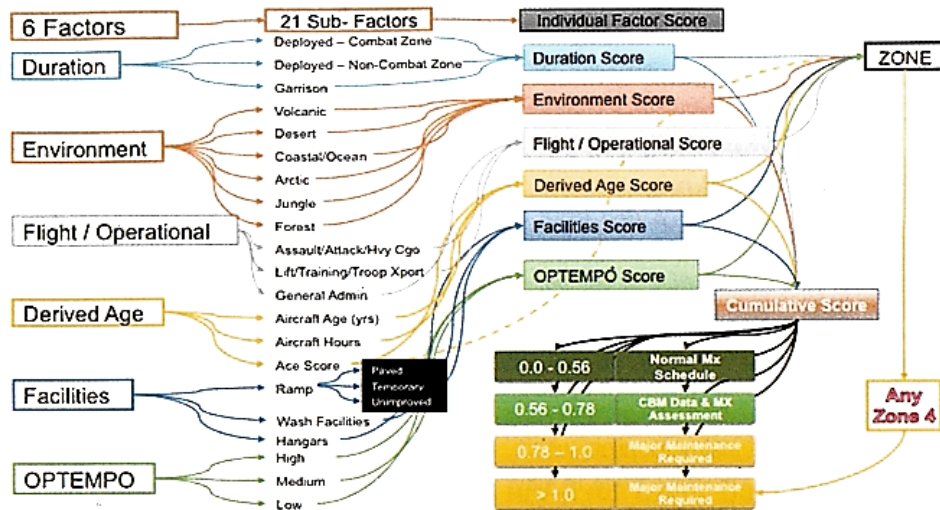 6 Factors
21 Sub- Factors
Individual Factor Score
Duration
Deployed – Combat Zone
Deployed – Non-Combat Zone
Garrison
Duration Score
ZONE
Environment
Volcanic
Desert
Coastal/Ocean
Arctic
Jungle
Forest
Environment Score
Flight / Operational
Assault/Attack/Hvy Cgo
Lift/Training/Troop Xport
General Admin
Flight / Operational Score
Derived Age
Aircraft Age (yrs)
Aircraft Hours
Ace Score
Derived Age Score
Facilities
Ramp
Paved
Temporary
Unimproved
Wash Facilities
Hangars
Facilities Score
OPTEMPO
High
Medium
Low
OPTEMPO Score
Cumulative Score
0.0 - 0.56
Normal Mx
Schedule
0.56 - 0.78
CBM Data & MX
Assessment
0.78 – 1.0
Major Maintenance
Required
> 1.0
Major Maintenance
Required
Any
Zone 4